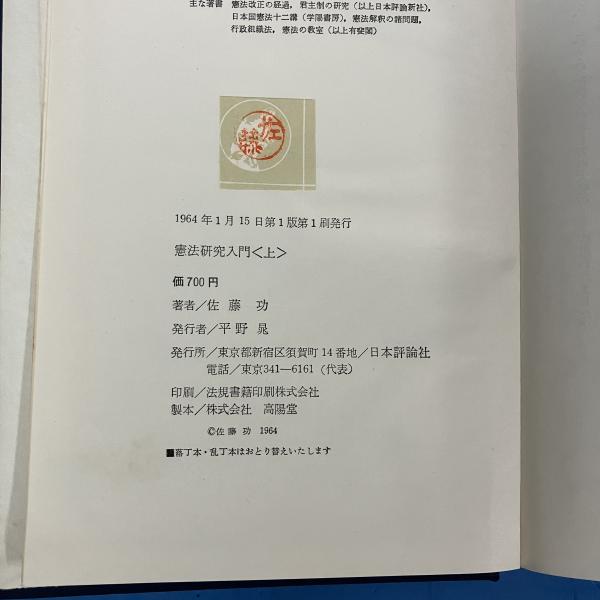 主な著書 憲法改正の経過，君主制の研究（以上日本評論新社），
日本国憲法十二講（学陽書房），憲法解釈の諸問題，
行政組織法，憲法の教室（以上有斐閣）
佐藤
1964年1月15日第1版第1刷発行
憲法研究入門<上>
価700円
著者／佐藤 功
発行者／平野 晁
発行所／東京都新宿区須賀町14番地／日本評論社
電話／東京341—6161（代表）
印刷／法規書籍印刷株式会社
製本／株式会社 高陽堂
©佐藤 功 1964
■落丁本・乱丁本はおとり替えいたします